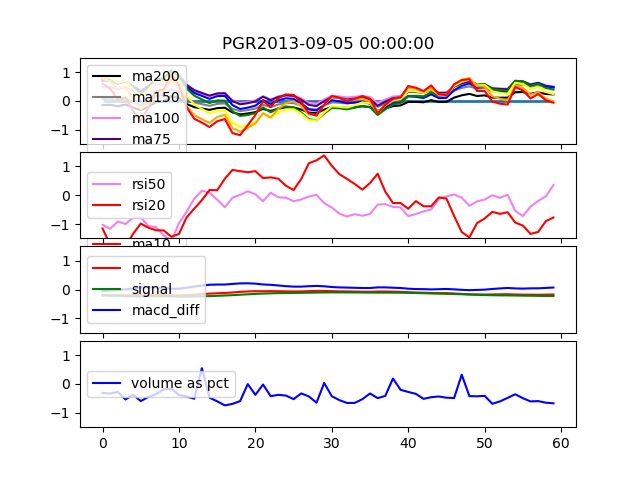 PGR2013-09-05 00:00:00
1
0
−1
ma200
ma150
ma100
ma75
1
0
−1
rsi50
rsi20
ma10
1
0
−1
macd
signal
macd_diff
1
0
−1
volume as pct
0 10 20 30 40 50 60